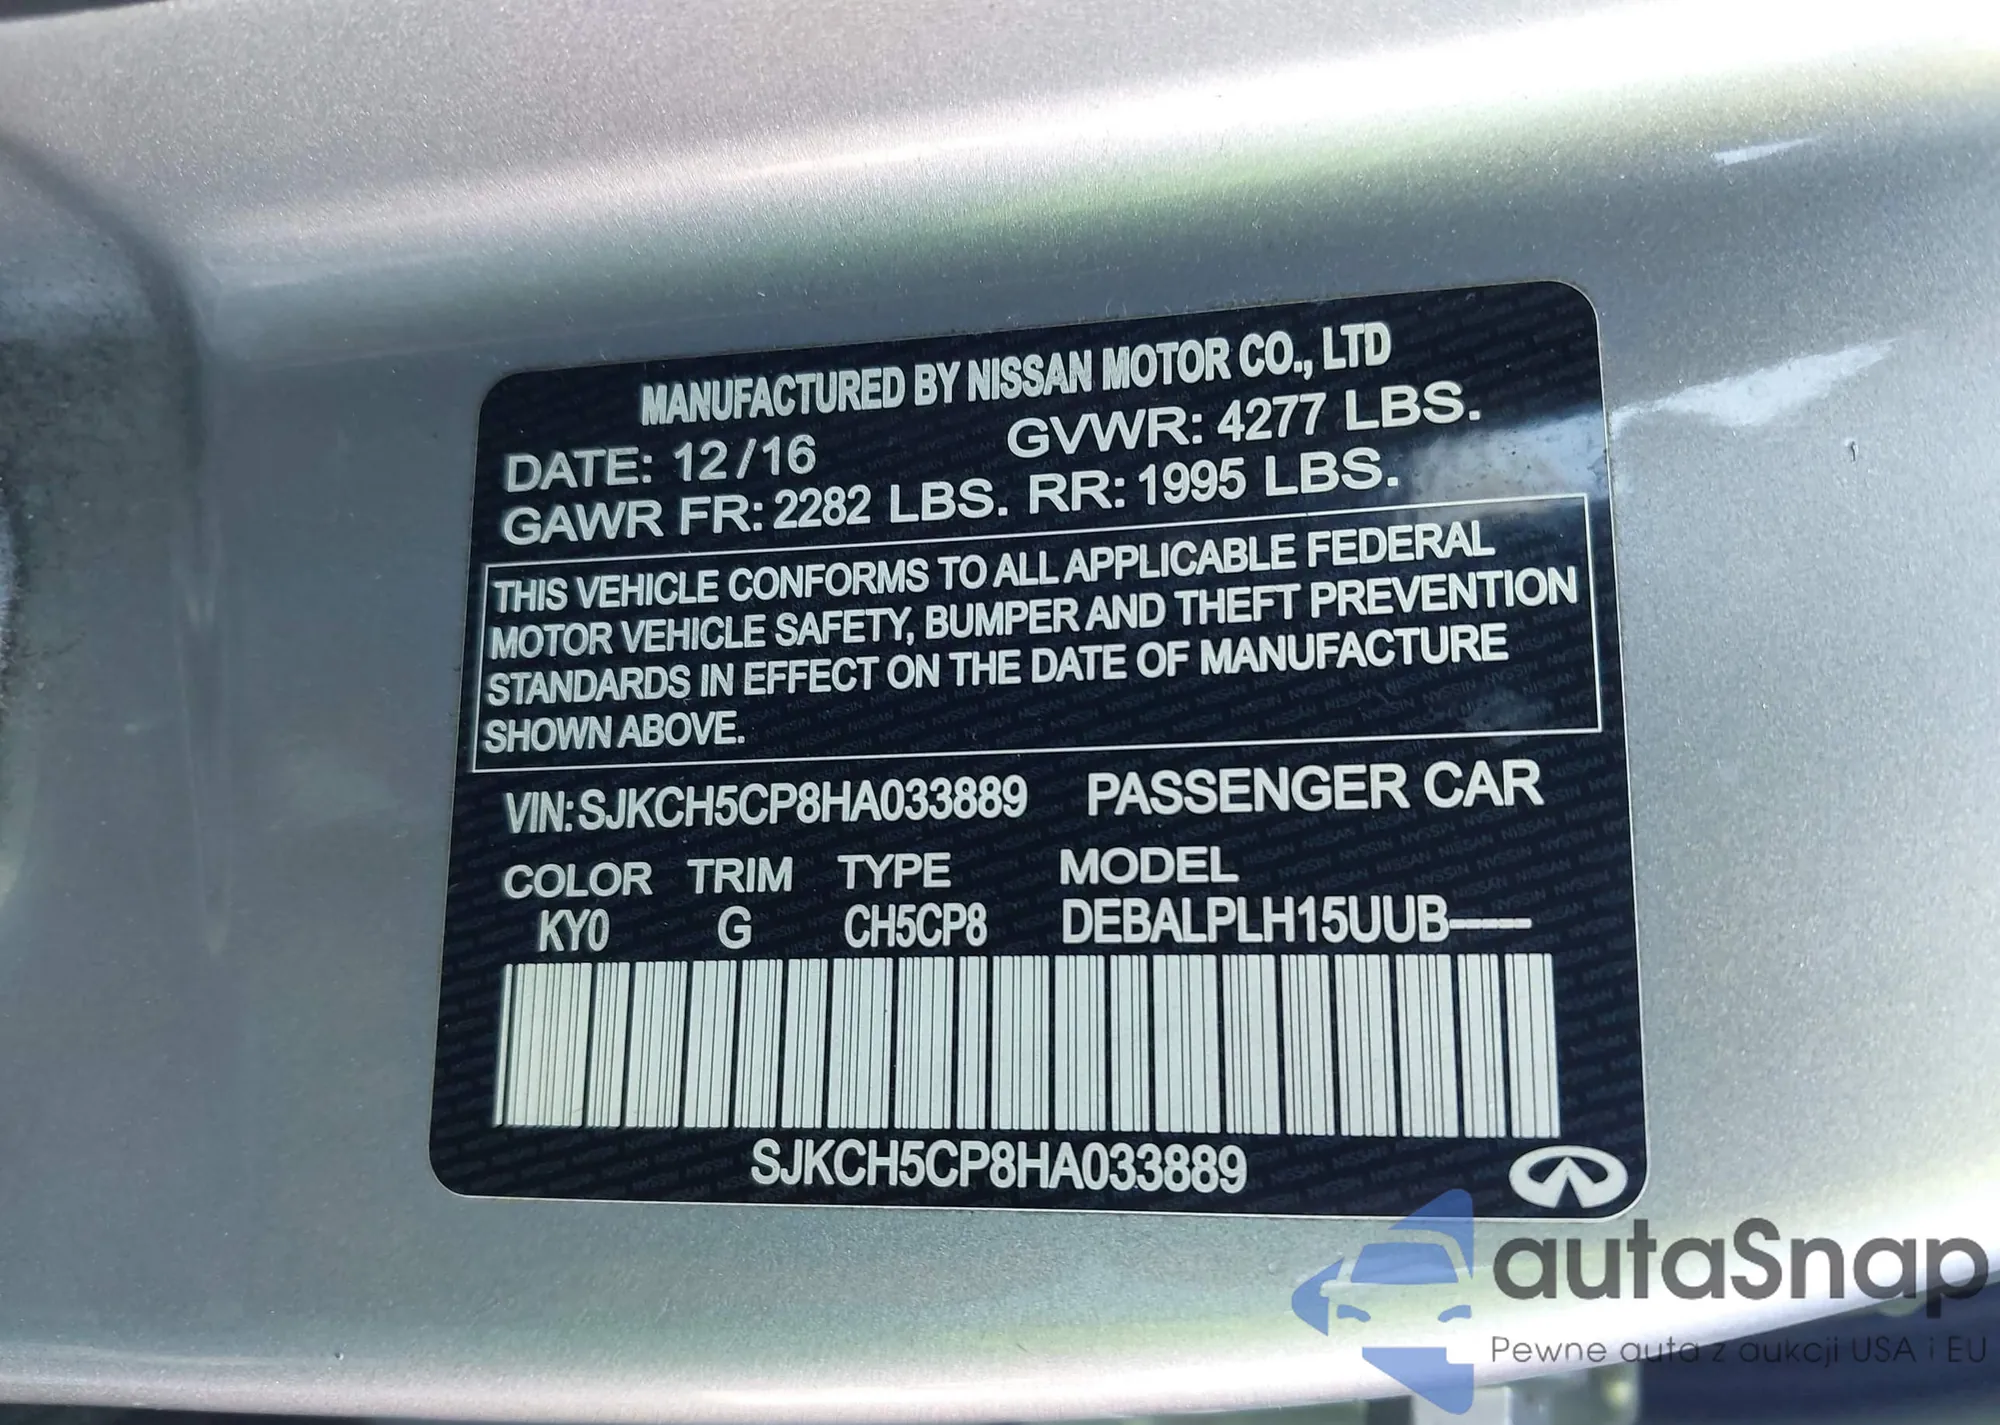 MANUFACTURED BY NISSAN MOTOR CO., LTD
DATE: 12/16 GVWR: 4277 LBS.
GAWR FR: 2282 LBS. RR: 1995 LBS.
THIS VEHICLE CONFORMS TO ALL APPLICABLE FEDERAL
MOTOR VEHICLE SAFETY, BUMPER AND THEFT PREVENTION
STANDARDS IN EFFECT ON THE DATE OF MANUFACTURE
SHOWN ABOVE.
VIN: SJKCH5CP8HA033889 PASSENGER CAR
COLOR TRIM TYPE MODEL
KY0 G CH5CP8 DEBALPLH15UUB-----
SJKCH5CP8HA033889
autaSnap
Pewne auta z aukcji USA i EU